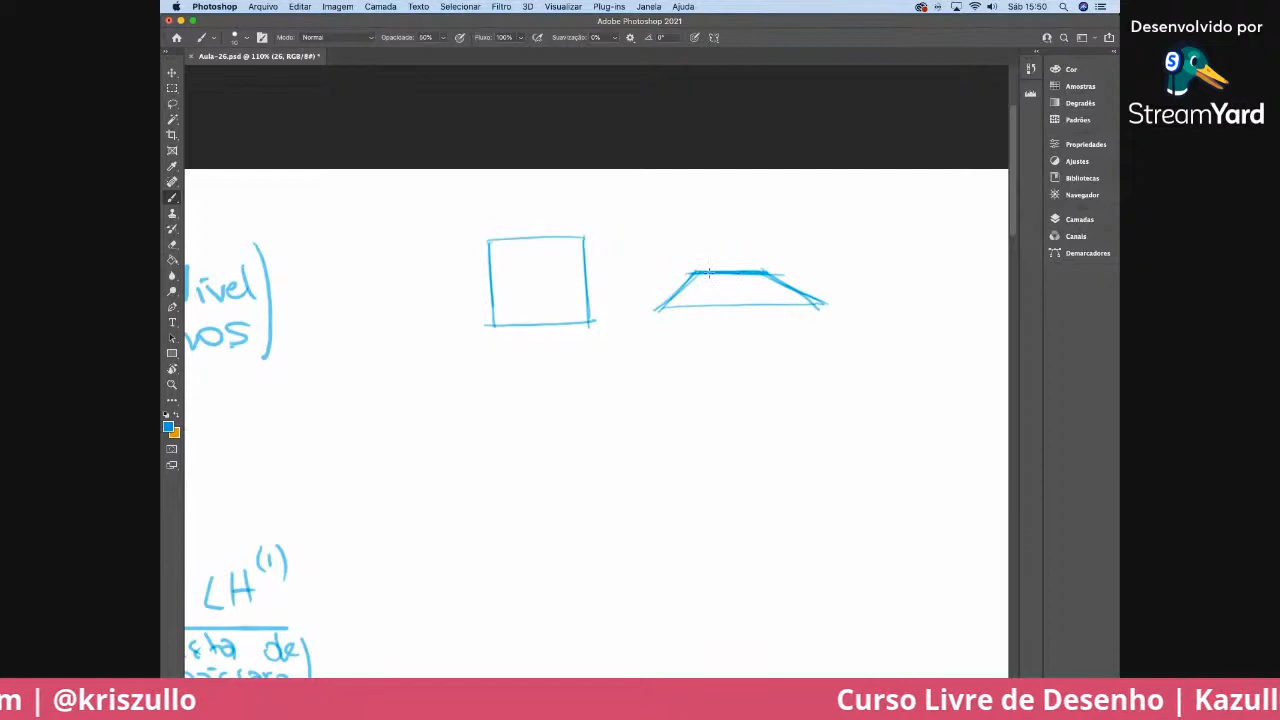 Photoshop Arquivo Editar Imagem Camada Texto Selecionar Filtro 3D Visualizar Plug-ins Janela Ajuda Sáb 15:50
Adobe Photoshop 2021
Modo: Normal Opacidade: 50% Fluxo: 100% Suavização: 0% 0°
Aula-26.psd @ 110% (26, RGB/8#) *
Cor
Amostras
Degradês
Padrões
Propriedades
Ajustes
Bibliotecas
Navegador
Camadas
Canais
Demarcadores
Desenvolvido por
StreamYard
LH (1)
de
m | @kriszullo
Curso Livre de Desenho | Kazull